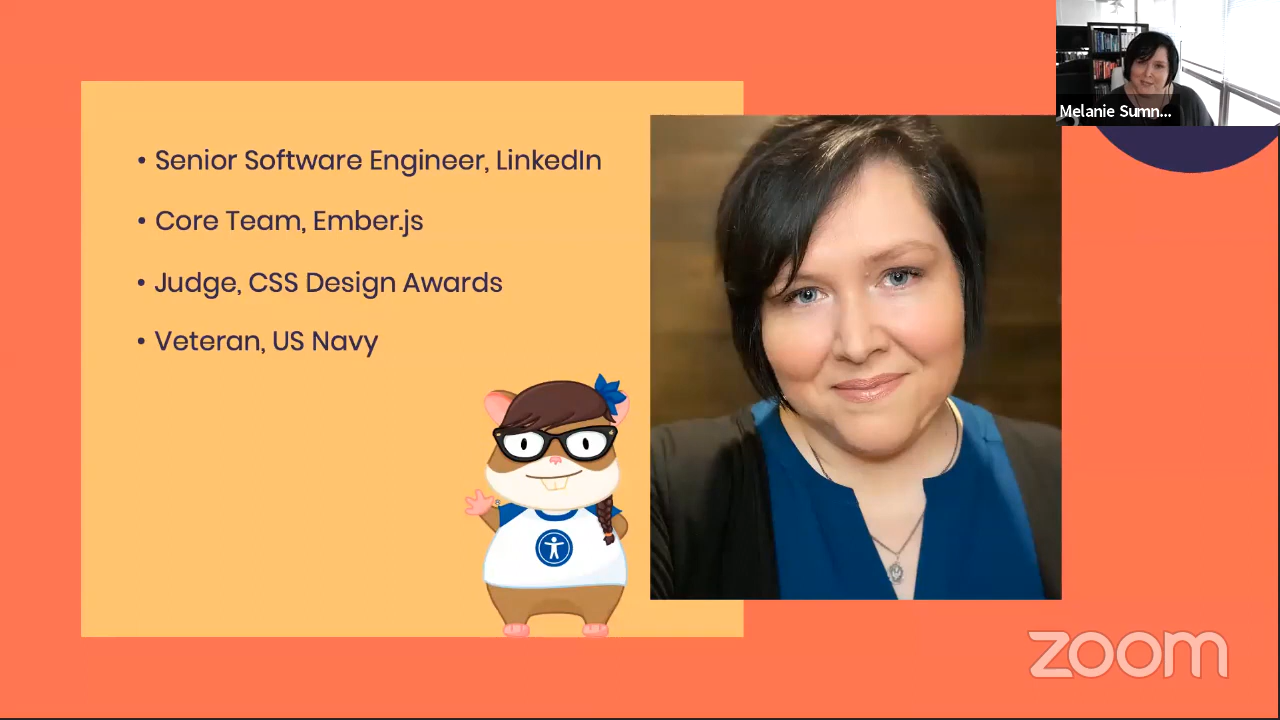 • Senior Software Engineer, LinkedIn
• Core Team, Ember.js
• Judge, CSS Design Awards
• Veteran, US Navy
Melanie Sumn...
zoom